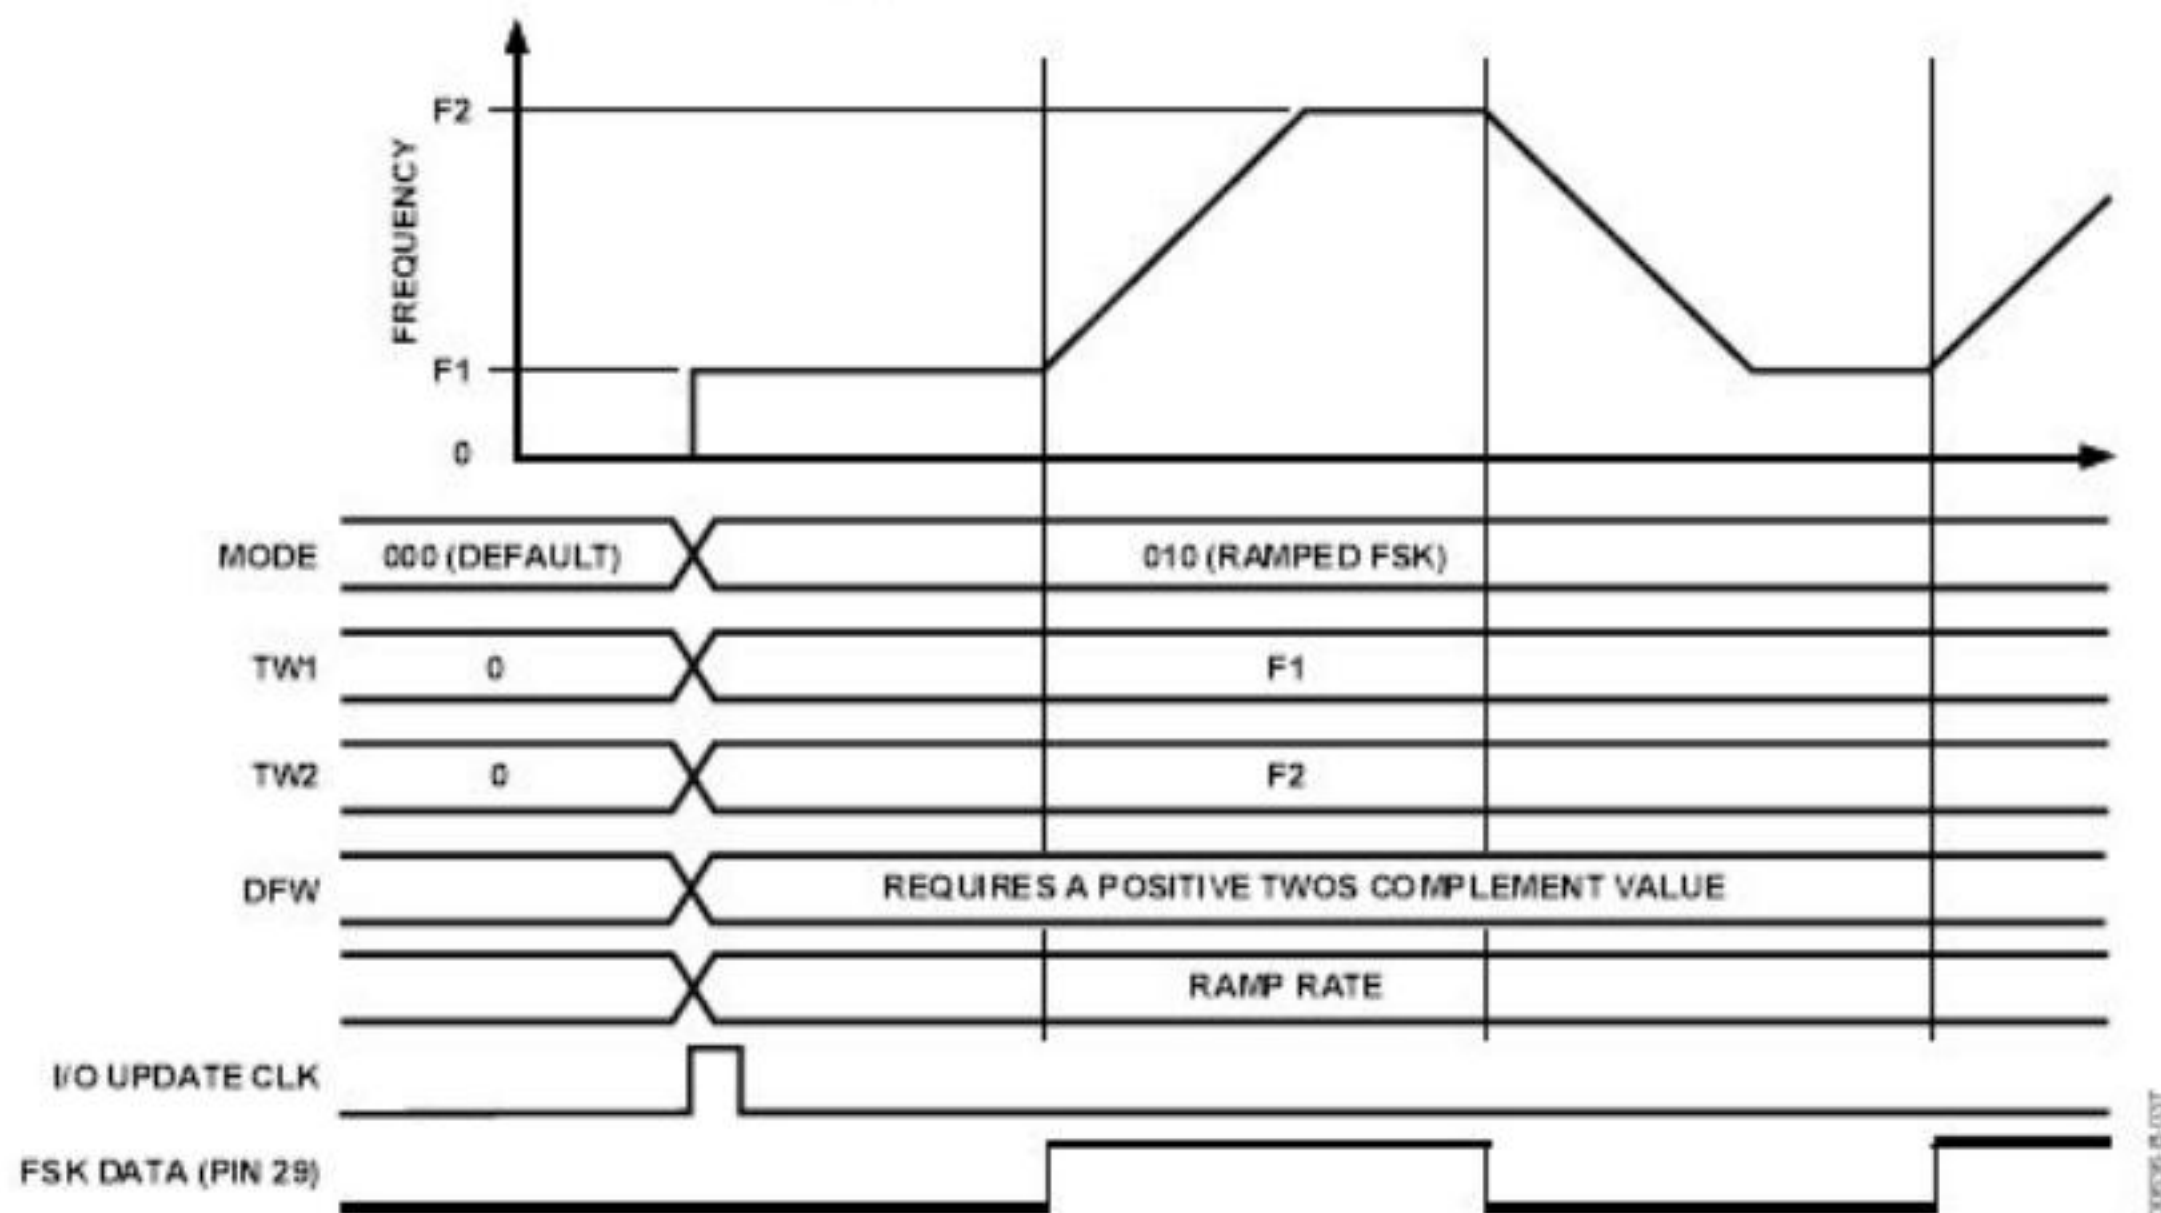 F2
FREQUENCY
F1
0
MODE
000 (DEFAULT)
010 (RAMPED FSK)
TW1
0
F1
TW2
0
F2
DFW
REQUIRES A POSITIVE TWOS COMPLEMENT VALUE
RAMP RATE
I/O UPDATE CLK
FSK DATA (PIN 29)